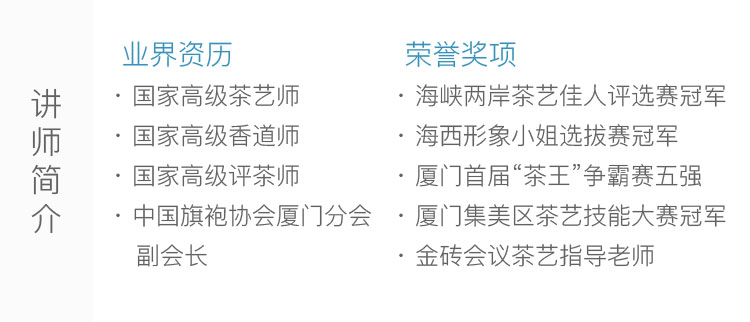 讲师简介
业界资历
· 国家高级茶艺师
· 国家高级香道师
· 国家高级评茶师
· 中国旗袍协会厦门分会
副会长
荣誉奖项
· 海峡两岸茶艺佳人评选赛冠军
· 海西形象小姐选拔赛冠军
· 厦门首届“茶王”争霸赛五强
· 厦门集美区茶艺技能大赛冠军
· 金砖会议茶艺指导老师